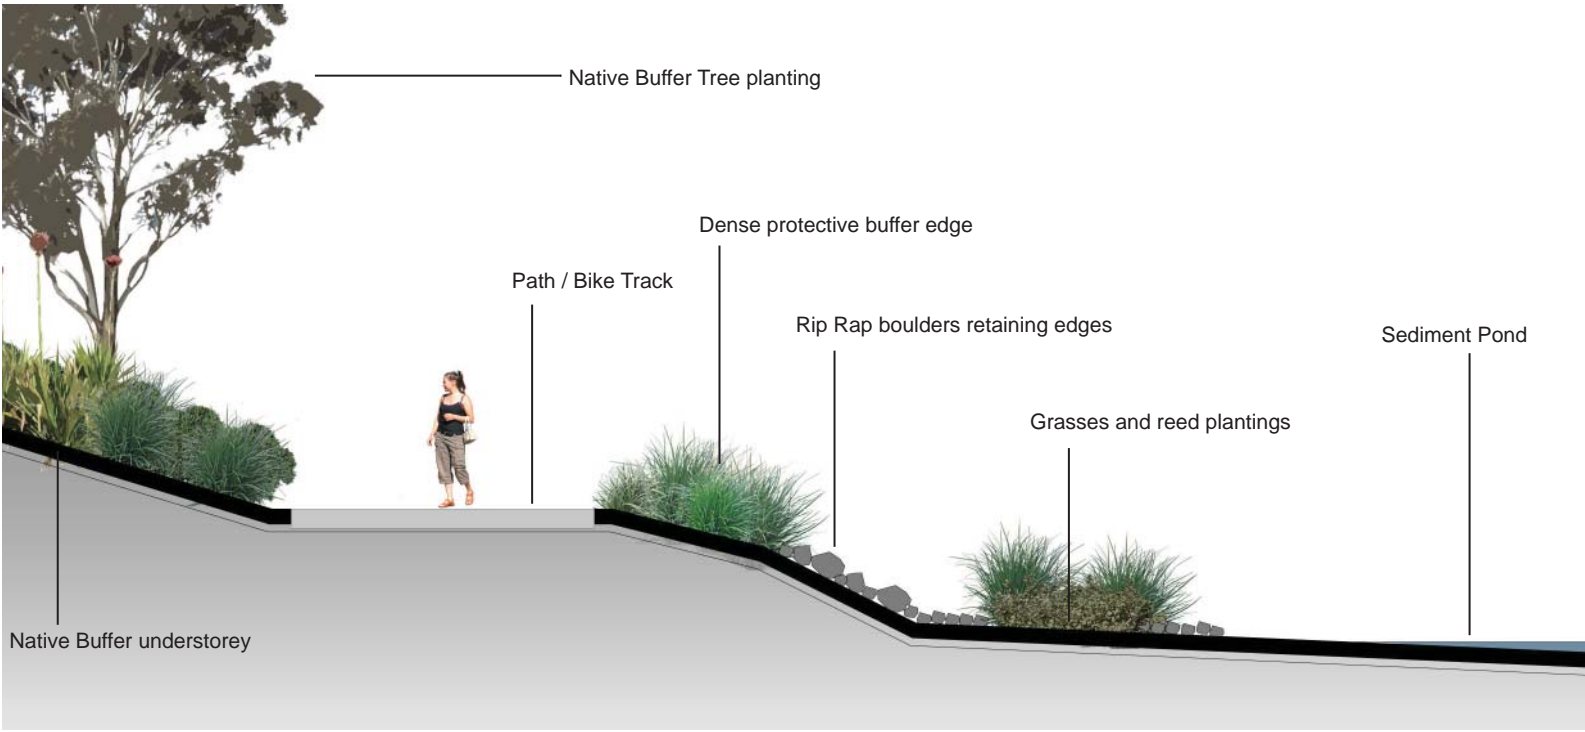 Native Buffer Tree planting
Dense protective buffer edge
Path / Bike Track
Rip Rap boulders retaining edges
Sediment Pond
Grasses and reed plantings
Native Buffer understorey